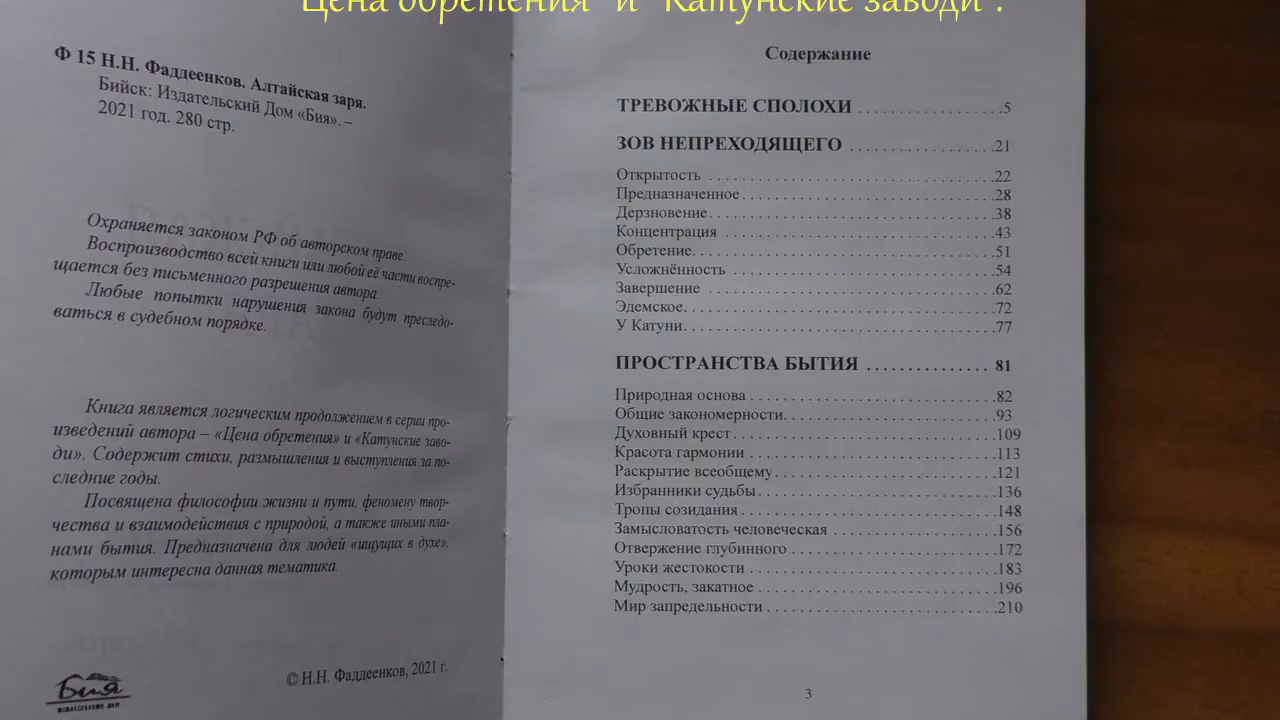 "Цена обретения" и "Катунские заводи".
Ф 15 Н.Н. Фаддеенков. Алтайская заря.
Бийск: Издательский Дом «Бия». –
2021 год. 280 стр.
Охраняется законом РФ об авторском праве.
Воспроизводство всей книги или любой её части воспре-
щается без письменного разрешения автора.
Любые попытки нарушения закона будут преследо-
ваться в судебном порядке.
Книга является логическим продолжением в серии про-
изведений автора – «Цена обретения» и «Катунские заво-
ди». Содержит стихи, размышления и выступления за по-
следние годы.
Посвящена философии жизни и пути, феномену твор-
чества и взаимодействия с природой, а также иными пла-
нами бытия. Предназначена для людей «ищущих в духе»,
которым интересна данная тематика.
Бия
ИЗДАТЕЛЬСКИЙ ДОМ
© Н.Н. Фаддеенков, 2021 г.
Содержание
ТРЕВОЖНЫЕ СПОЛОХИ . . . . . . . . . . . . . . . . . 5
ЗОВ НЕПРЕХОДЯЩЕГО . . . . . . . . . . . . . . . . . . 21
Открытость . . . . . . . . . . . . . . . . . . . . . . . . . . . . . . 22
Предназначенное . . . . . . . . . . . . . . . . . . . . . . . . . . 28
Дерзновение . . . . . . . . . . . . . . . . . . . . . . . . . . . . . . 38
Концентрация . . . . . . . . . . . . . . . . . . . . . . . . . . . . . 43
Обретение . . . . . . . . . . . . . . . . . . . . . . . . . . . . . . . . 51
Усложнённость . . . . . . . . . . . . . . . . . . . . . . . . . . . 54
Завершение . . . . . . . . . . . . . . . . . . . . . . . . . . . . . . 62
Эдемское . . . . . . . . . . . . . . . . . . . . . . . . . . . . . . . . . 72
У Катуни . . . . . . . . . . . . . . . . . . . . . . . . . . . . . . . . . 77
ПРОСТРАНСТВА БЫТИЯ . . . . . . . . . . . . . . . 81
Природная основа . . . . . . . . . . . . . . . . . . . . . . . . . 82
Общие закономерности . . . . . . . . . . . . . . . . . . . . . 93
Духовный крест . . . . . . . . . . . . . . . . . . . . . . . . . . . 109
Красота гармонии . . . . . . . . . . . . . . . . . . . . . . . . . 113
Раскрытие всеобщему . . . . . . . . . . . . . . . . . . . . . . 121
Избранники судьбы . . . . . . . . . . . . . . . . . . . . . . . . 136
Тропы созидания . . . . . . . . . . . . . . . . . . . . . . . . . . 148
Замысловатость человеческая . . . . . . . . . . . . . . . . 156
Отвержение глубинного . . . . . . . . . . . . . . . . . . . . . 172
Уроки жестокости . . . . . . . . . . . . . . . . . . . . . . . . . 183
Мудрость, закатное . . . . . . . . . . . . . . . . . . . . . . . . 196
Мир запредельности . . . . . . . . . . . . . . . . . . . . . . . 210
3